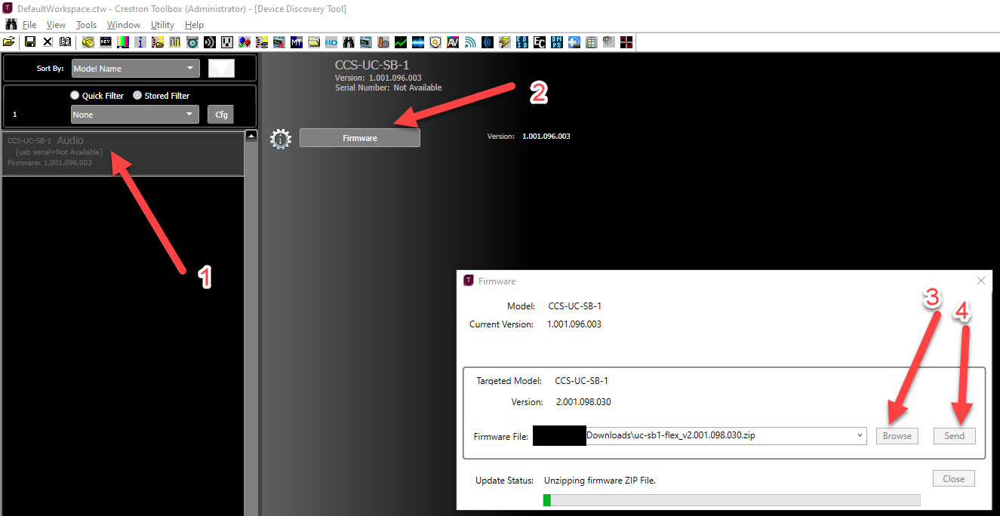 DefaultWorkspace.ctw - Crestron Toolbox (Administrator) - [Device Discovery Tool]
File View Tools Window Utility Help
Sort By: Model Name
Quick Filter Stored Filter
1 None Cfg
CCS-UC-SB-1 Audio
(usb serial=Not Available)
Firmware: 1.001.096.003
CCS-UC-SB-1
Version: 1.001.096.003
Serial Number: Not Available
Firmware
Version: 1.001.096.003
1
2
Firmware
Model: CCS-UC-SB-1
Current Version: 1.001.096.003
3
4
Targeted Model: CCS-UC-SB-1
Version: 2.001.098.030
Firmware File: Downloads\uc-sb1-flex_v2.001.098.030.zip Browse Send
Update Status: Unzipping firmware ZIP File.
Close